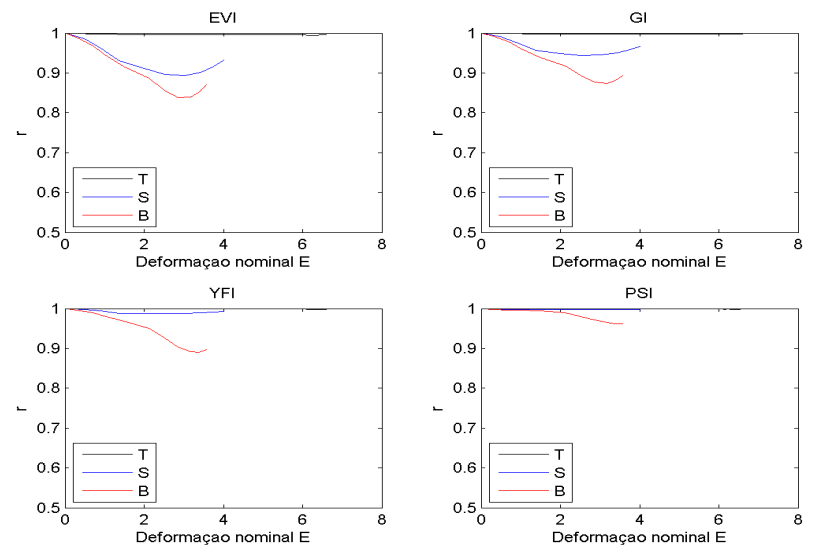 EVI
1
0.9
0.8
0.7
0.6
0.5
r
T
S
B
0 2 4 6 8
Deformaçao nominal E
GI
1
0.9
0.8
0.7
0.6
0.5
r
T
S
B
0 2 4 6 8
Deformaçao nominal E
YFI
1
0.9
0.8
0.7
0.6
0.5
r
T
S
B
0 2 4 6 8
Deformaçao nominal E
PSI
1
0.9
0.8
0.7
0.6
0.5
r
T
S
B
0 2 4 6 8
Deformaçao nominal E